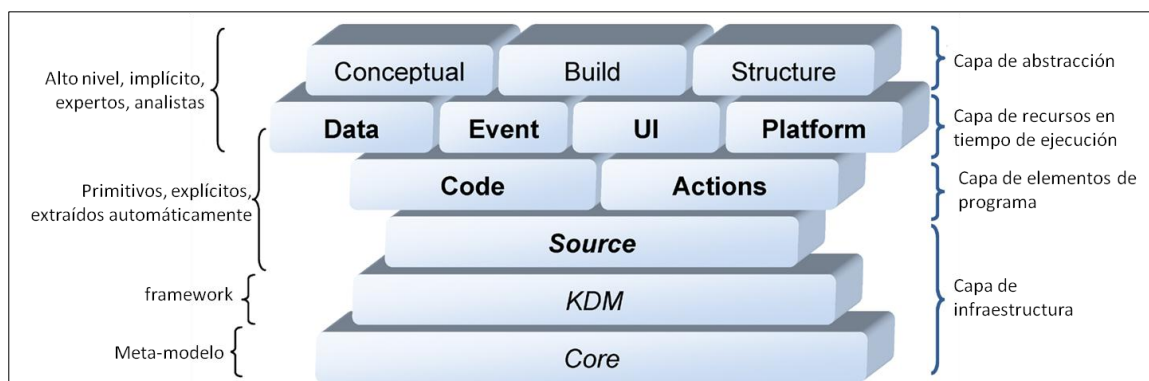 Alto nivel, implícito,
expertos, analistas
Primitivos, explícitos,
extraídos automáticamente
framework
Meta-modelo
Conceptual
Build
Structure
Data
Event
UI
Platform
Code
Actions
Source
KDM
Core
Capa de abstracción
Capa de recursos en
tiempo de ejecución
Capa de elementos de
programa
Capa de
infraestructura